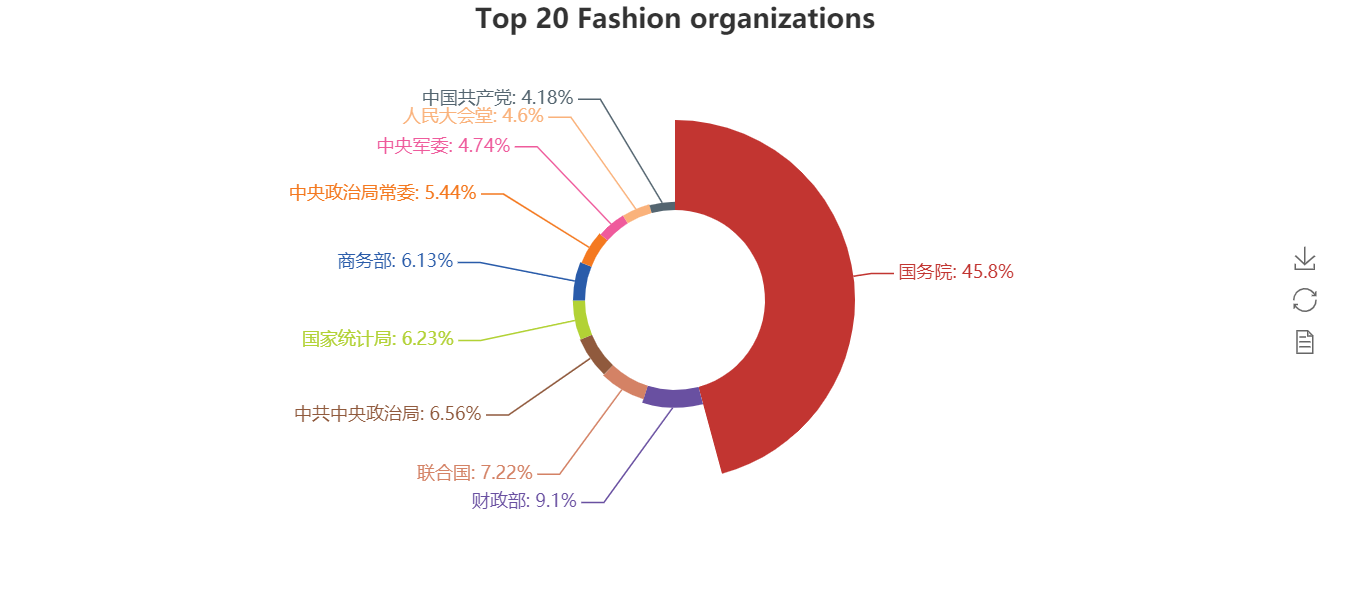 Top 20 Fashion organizations
中国共产党: 4.18%
人民大会堂: 4.6%
中央军委: 4.74%
中央政治局常委: 5.44%
商务部: 6.13%
国务院: 45.8%
国家统计局: 6.23%
中共中央政治局: 6.56%
联合国: 7.22%
财政部: 9.1%